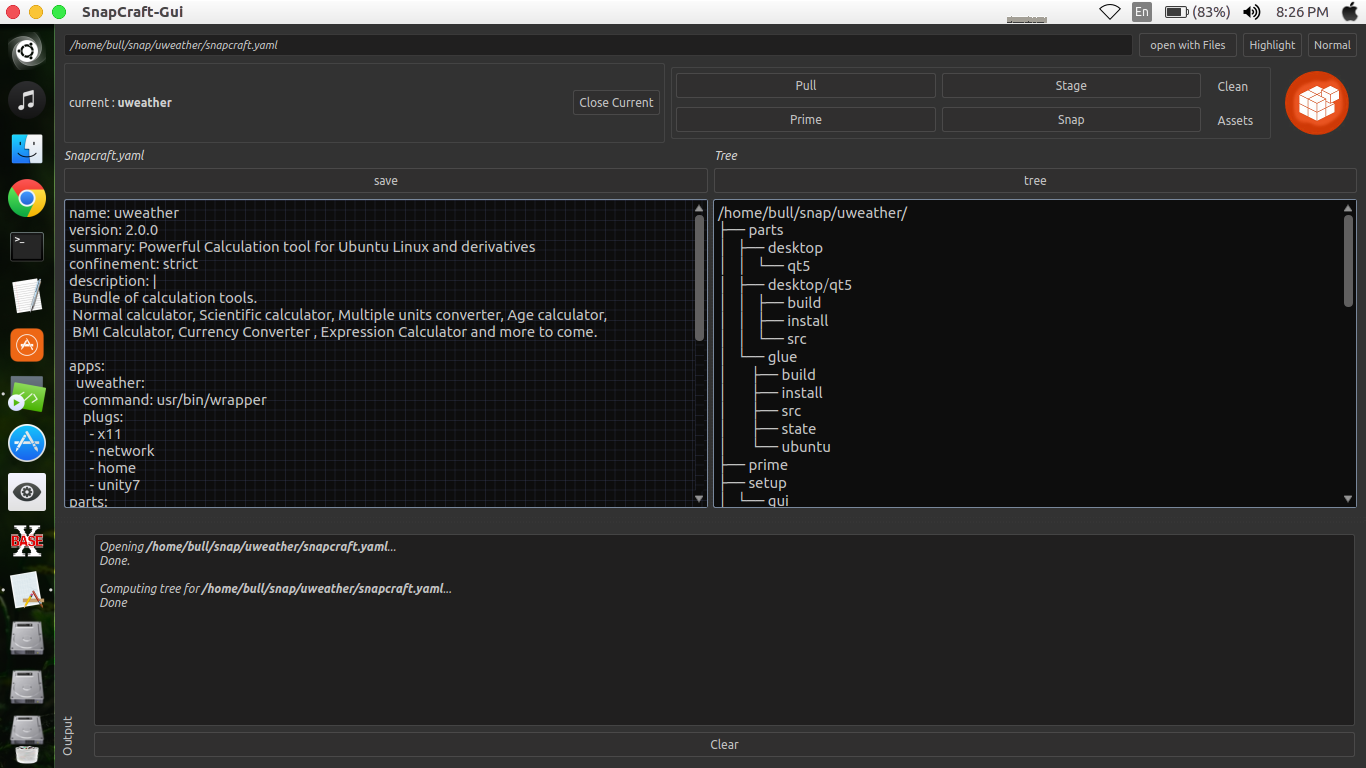 SnapCraft-Gui
En
(83%)
8:26 PM
/home/bull/snap/uweather/snapcraft.yaml
open with Files
Highlight
Normal
current : uweather
Close Current
Pull
Stage
Clean
Prime
Snap
Assets
Snapcraft.yaml
save
name: uweather
version: 2.0.0
summary: Powerful Calculation tool for Ubuntu Linux and derivatives
confinement: strict
description: |
Bundle of calculation tools.
Normal calculator, Scientific calculator, Multiple units converter, Age calculator,
BMI Calculator, Currency Converter , Expression Calculator and more to come.
apps:
uweather:
command: usr/bin/wrapper
plugs:
- x11
- network
- home
- unity7
parts:
Tree
tree
/home/bull/snap/uweather/
├── parts
│   ├── desktop
│   │   └── qt5
│   ├── desktop/qt5
│   │   ├── build
│   │   ├── install
│   │   └── src
│   └── glue
│       ├── build
│       ├── install
│       ├── src
│       ├── state
│       └── ubuntu
├── prime
├── setup
│   └── gui
Output
Opening /home/bull/snap/uweather/snapcraft.yaml...
Done.
Computing tree for /home/bull/snap/uweather/snapcraft.yaml...
Done
Clear
X
BASE